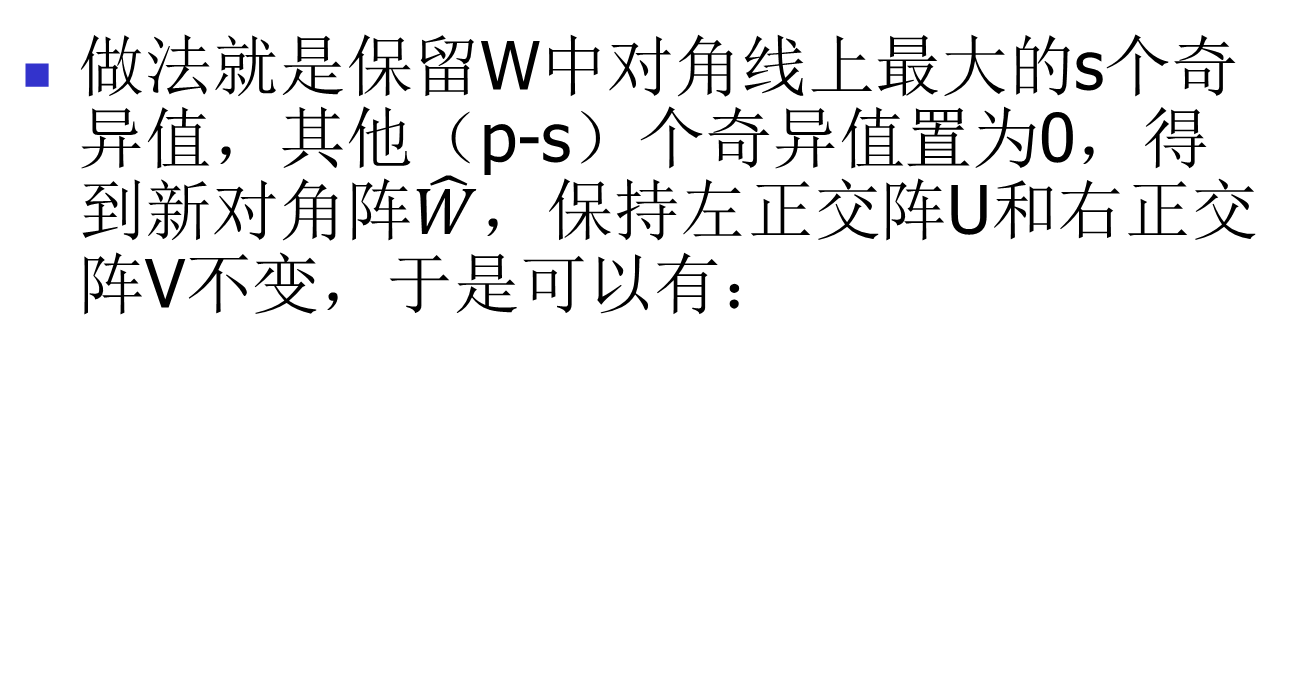 做法就是保留W中对角线上最大的s个奇
异值，其他（p-s）个奇异值置为0，得
到新对角阵Ŵ，保持左正交阵U和右正交
阵V不变，于是可以有：